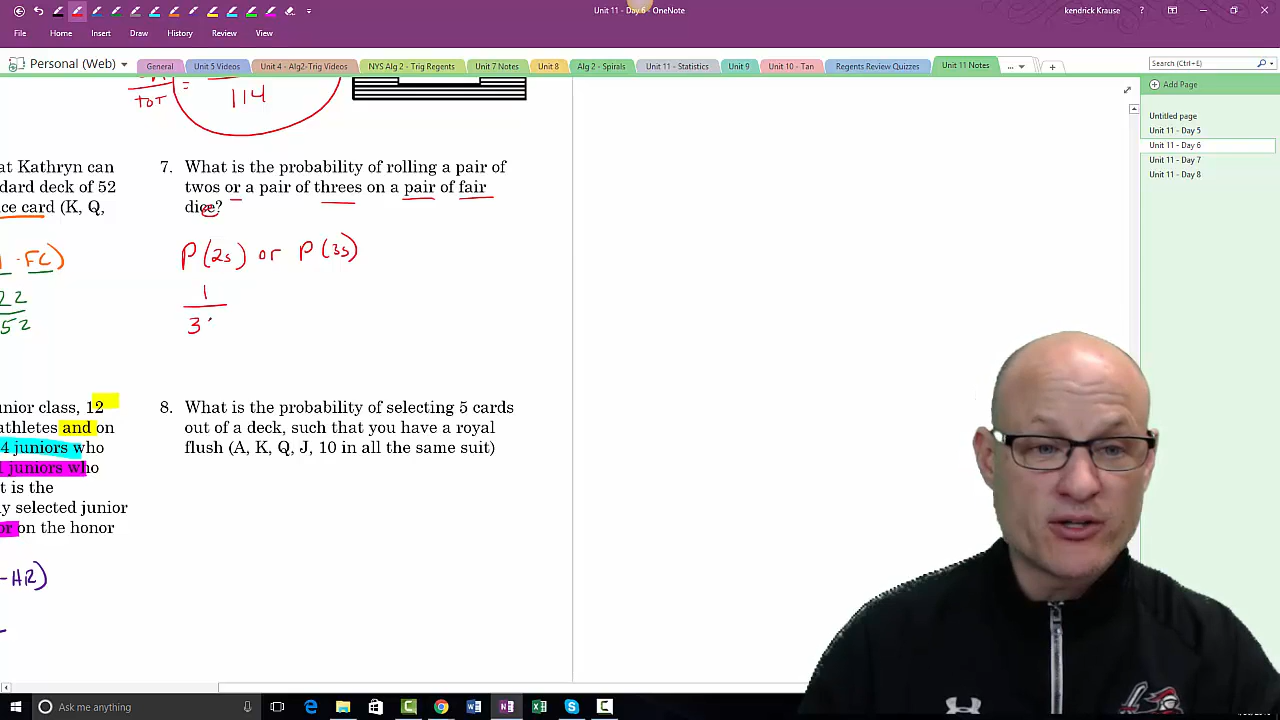 Unit 11 - Day 6 - OneNote
kendrick Krause
?
File
Home
Insert
Draw
History
Review
View
Personal (Web)
General
Unit 5 Videos
Unit 4 - Alg2-Trig Videos
NYS Alg 2 - Trig Regents
Unit 7 Notes
Unit 8
Alg 2 - Spirals
Unit 11 - Statistics
Unit 9
Unit 10 - Tan
Regents Review Quizzes
Unit 11 Notes
...
Search (Ctrl+E)
Add Page
Untitled page
Unit 11 - Day 5
Unit 11 - Day 6
Unit 11 - Day 7
Unit 11 - Day 8
TOT =
114
at Kathryn can
dard deck of 52
ce card (K, Q,
· FC)
22
52
7. What is the probability of rolling a pair of
twos or a pair of threes on a pair of fair
dice?
P(2s) or P(3s)
1
3
nior class, 12
athletes and on
4 juniors who
1 juniors who
t is the
y selected junior
or on the honor
-HR)
8. What is the probability of selecting 5 cards
out of a deck, such that you have a royal
flush (A, K, Q, J, 10 in all the same suit)
Ask me anything